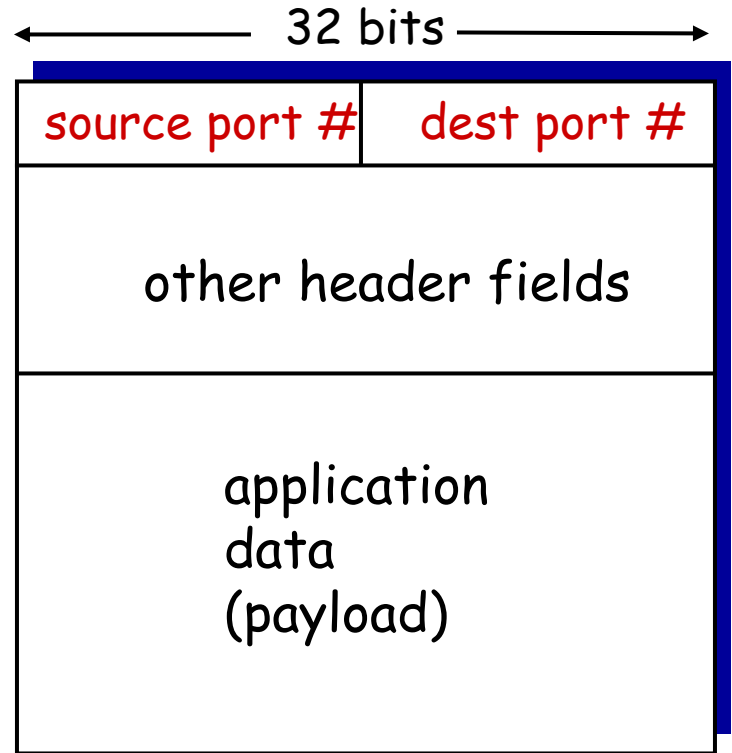 32 bits
source port # dest port #
other header fields
application
data
(payload)